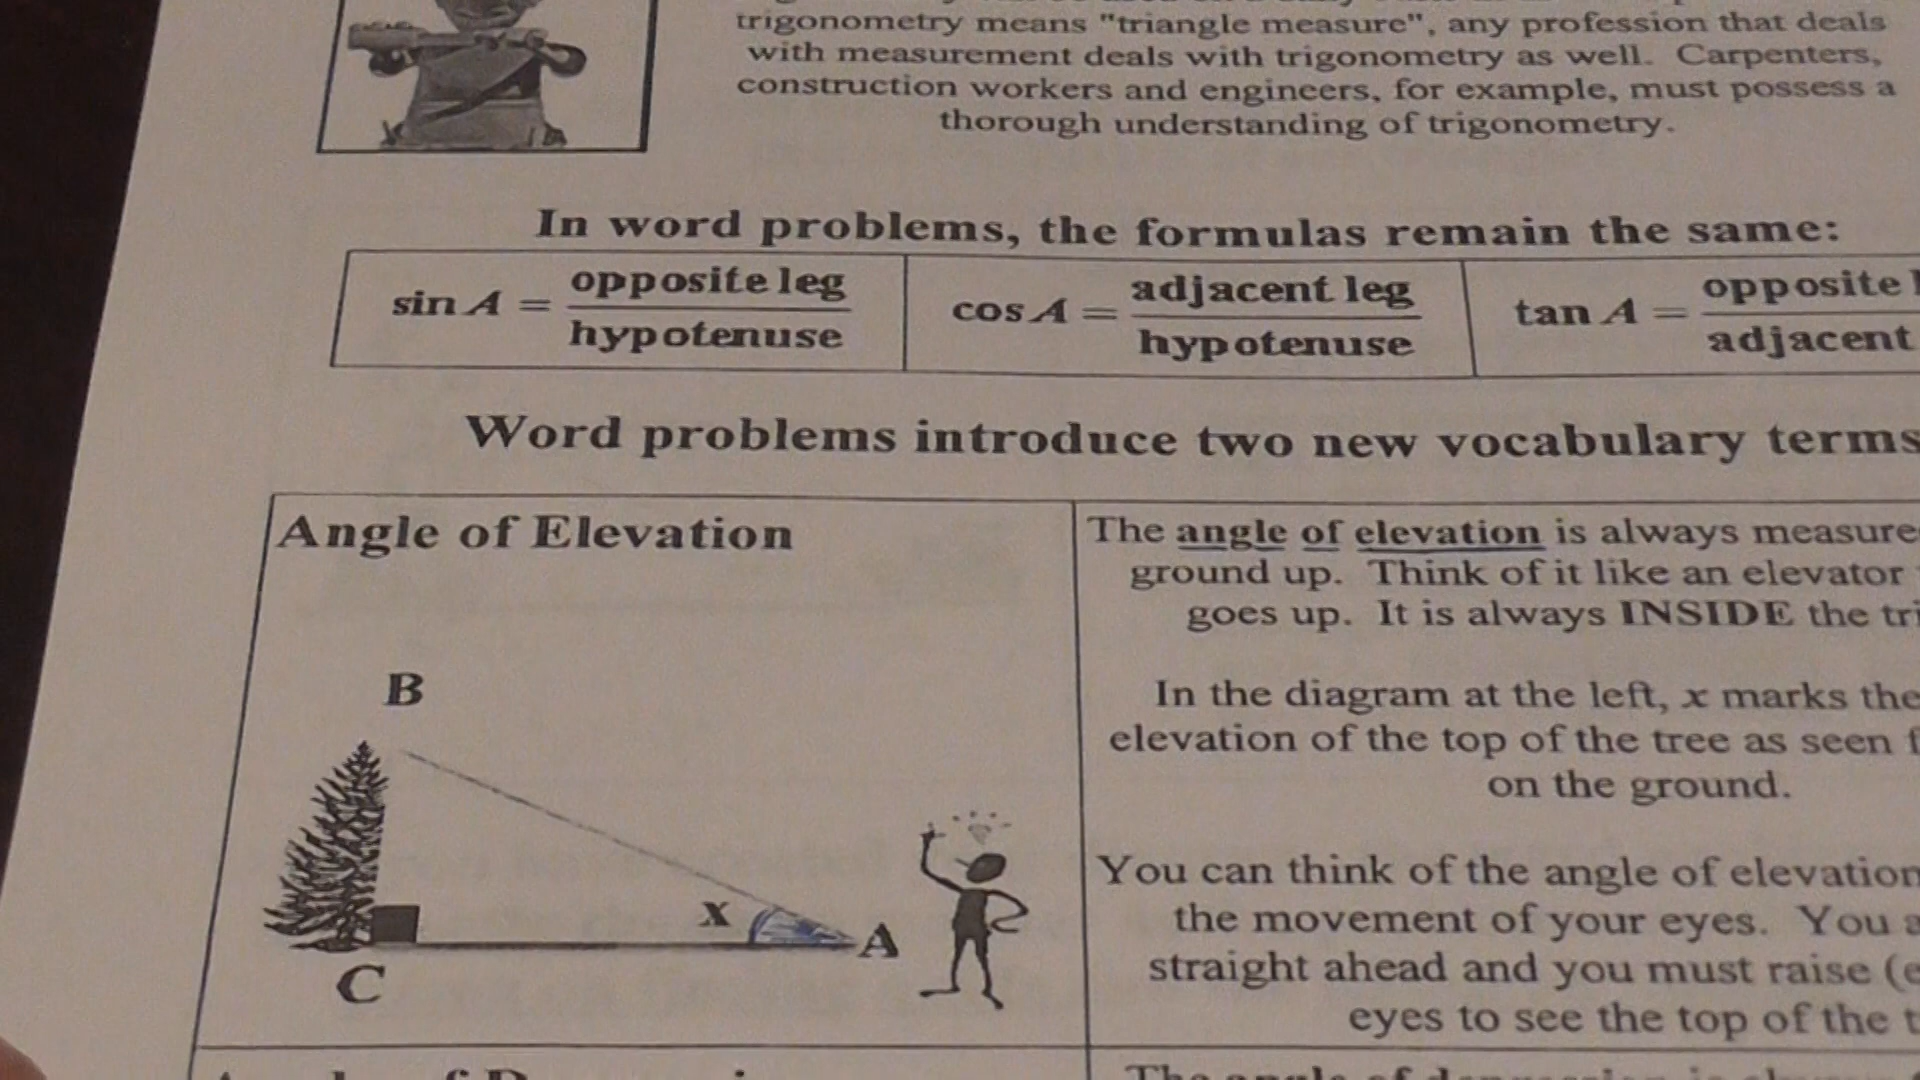 trigonometry means "triangle measure", any profession that deals
with measurement deals with trigonometry as well. Carpenters,
construction workers and engineers, for example, must possess a
thorough understanding of trigonometry.
In word problems, the formulas remain the same:
sin A = opposite leg / hypotenuse
cos A = adjacent leg / hypotenuse
tan A = opposite / adjacent
Word problems introduce two new vocabulary terms
Angle of Elevation
The angle of elevation is always measure
ground up. Think of it like an elevator
goes up. It is always INSIDE the tri
In the diagram at the left, x marks the
elevation of the top of the tree as seen
on the ground.
You can think of the angle of elevation
the movement of your eyes. You
straight ahead and you must raise (e
eyes to see the top of the t
B
x
A
C